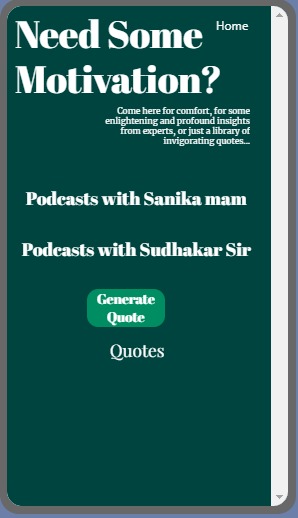 Home
Need Some
Motivation?
Come here for comfort, for some
enlightening and profound insights
from experts, or just a library of
invigorating quotes...
Podcasts with Sanika mam
Podcasts with Sudhakar Sir
Generate
Quote
Quotes